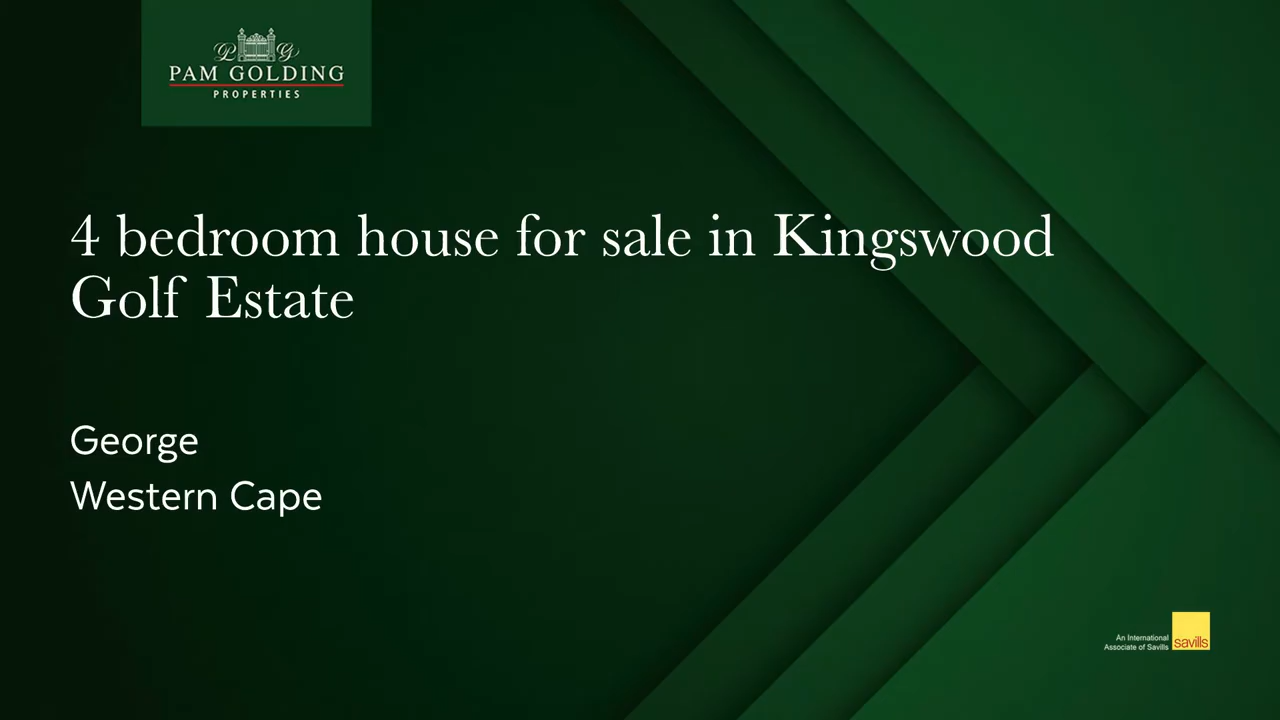 P G
PAM GOLDING
PROPERTIES
4 bedroom house for sale in Kingswood
Golf Estate
George
Western Cape
An International
Associate of Savills
savills